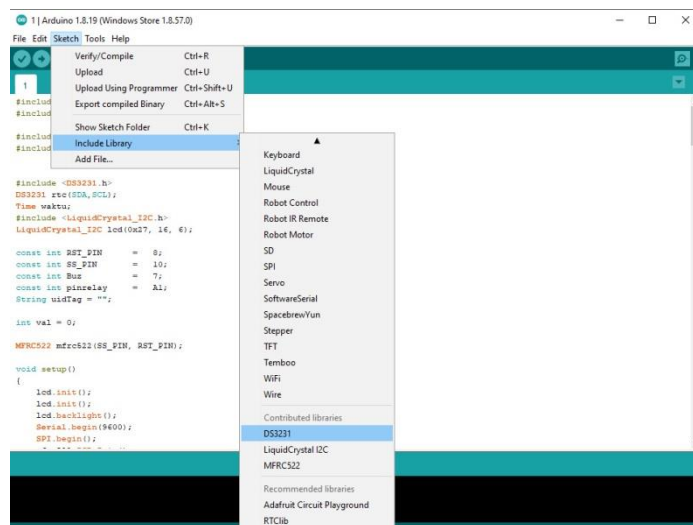 1 | Arduino 1.8.19 (Windows Store 1.8.57.0)
File Edit Sketch Tools Help
Verify/Compile Ctrl+R
Upload Ctrl+U
Upload Using Programmer Ctrl+Shift+U
Export compiled Binary Ctrl+Alt+S
Show Sketch Folder Ctrl+K
Include Library
Add File...
1
#includ
#includ
#includ
#includ
#include <DS3231.h>
DS3231 rtc(SDA,SCL);
Time waktu;
#include <LiquidCrystal_I2C.h>
LiquidCrystal_I2C lcd(0x27, 16, 6);
const int RST_PIN = 8;
const int SS_PIN = 10;
const int Buz = 7;
const int pinrelay = A1;
String uidTag = "";
int val = 0;
MFRC522 mfrc522(SS_PIN, RST_PIN);
void setup()
{
lcd.init();
lcd.init();
lcd.backlight();
Serial.begin(9600);
SPI.begin();
Keyboard
LiquidCrystal
Mouse
Robot Control
Robot IR Remote
Robot Motor
SD
SPI
Servo
SoftwareSerial
SpacebrewYun
Stepper
TFT
Temboo
WiFi
Wire
Contributed libraries
DS3231
LiquidCrystal I2C
MFRC522
Recommended libraries
Adafruit Circuit Playground
RTClib